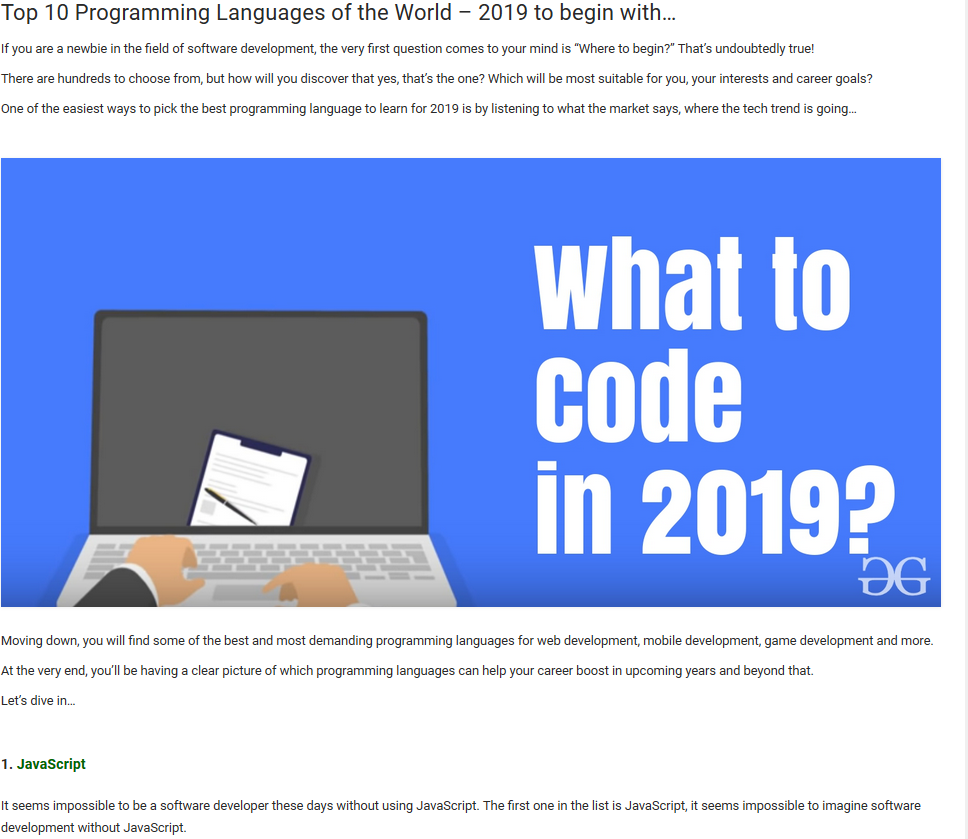 Top 10 Programming Languages of the World – 2019 to begin with…
If you are a newbie in the field of software development, the very first question comes to your mind is “Where to begin?” That’s undoubtedly true!
There are hundreds to choose from, but how will you discover that yes, that’s the one? Which will be most suitable for you, your interests and career goals?
One of the easiest ways to pick the best programming language to learn for 2019 is by listening to what the market says, where the tech trend is going…
What to
Code
in 2019?
GG
Moving down, you will find some of the best and most demanding programming languages for web development, mobile development, game development and more.
At the very end, you’ll be having a clear picture of which programming languages can help your career boost in upcoming years and beyond that.
Let’s dive in…
1. JavaScript
It seems impossible to be a software developer these days without using JavaScript. The first one in the list is JavaScript, it seems impossible to imagine software
development without JavaScript.